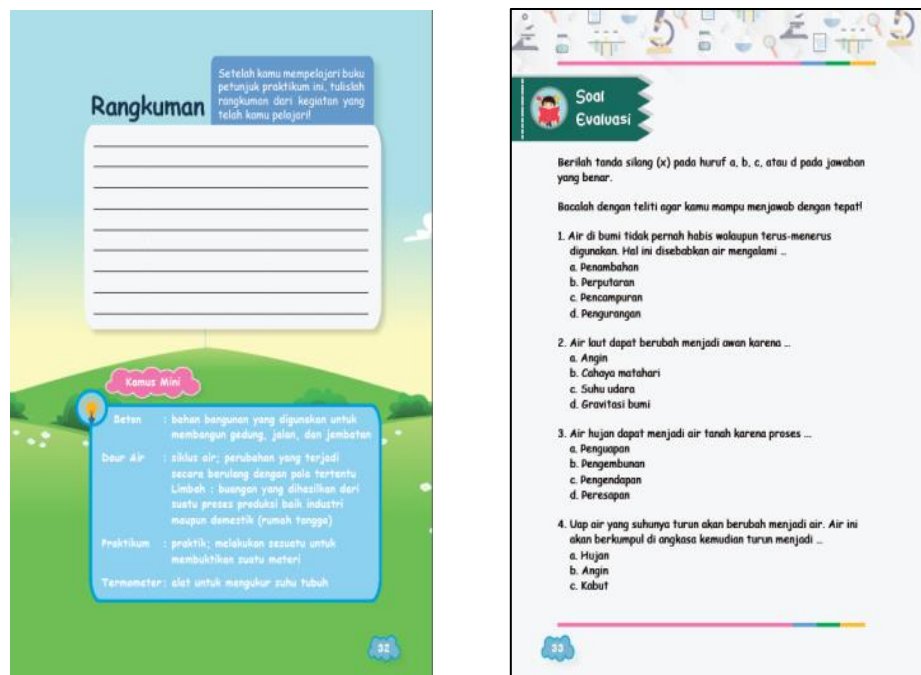 Rangkuman
Setelah kamu mempelajari buku
petunjuk praktikum ini, tulislah
rangkuman dari kegiatan yang
telah kamu pelajari!
Kamus Mini
Beton : bahan bangunan yang digunakan untuk
membangun gedung, jalan, dan jembatan
Daur Air : siklus air; perubahan yang terjadi
secara berulang dengan pola tertentu
Limbah : buangan yang dihasilkan dari
suatu proses produksi baik industri
maupun domestik (rumah tangga)
Praktikum : praktik; melakukan sesuatu untuk
membuktikan suatu materi
Termometer : alat untuk mengukur suhu tubuh
32
Soal
Evaluasi
Berilah tanda silang (x) pada huruf a, b, c, atau d pada jawaban
yang benar.
Bacalah dengan teliti agar kamu mampu menjawab dengan tepat!
1. Air di bumi tidak pernah habis walaupun terus-menerus
digunakan. Hal ini disebabkan air mengalami ...
a. Penambahan
b. Perputaran
c. Pencampuran
d. Pengurangan
2. Air laut dapat berubah menjadi awan karena ...
a. Angin
b. Cahaya matahari
c. Suhu udara
d. Gravitasi bumi
3. Air hujan dapat menjadi air tanah karena proses ...
a. Penguapan
b. Pengembunan
c. Pengendapan
d. Peresapan
4. Uap air yang suhunya turun akan berubah menjadi air. Air ini
akan berkumpul di angkasa kemudian turun menjadi ...
a. Hujan
b. Angin
c. Kabut
33